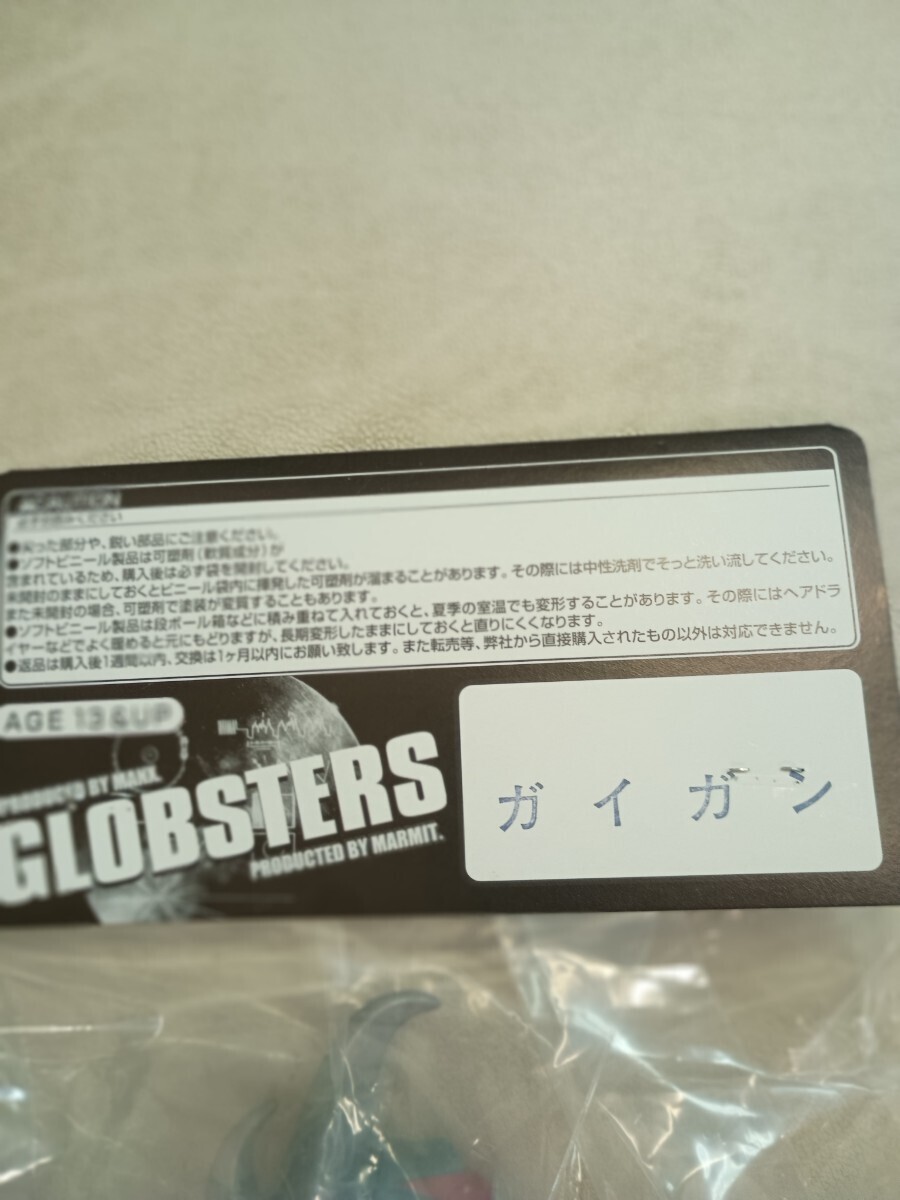 CAUTION
必ずお読みください
●尖った部分や、鋭い部品にご注意ください。
●ソフトビニール製品は可塑剤（軟質成分）が
含まれているため、購入後は必ず袋を開封してください。
未開封のままにしておくとビニール袋内に揮発した可塑剤が溜まることがあります。その際には中性洗剤でそっと洗い流してください。
また未開封の場合、可塑剤で塗装が変質することもあります。
●ソフトビニール製品は段ボール箱などに積み重ねて入れておくと、夏季の室温でも変形することがあります。その際にはヘアドラ
イヤーなどでよく暖めると元にもどりますが、長期変形したままにしておくと直りにくくなります。
●返品は購入後1週間以内、交換は1ヶ月以内にお願い致します。また転売等、弊社から直接購入されたもの以外は対応できません。
AGE 13&UP
PRODUCED BY MANX.
GLOBSTERS
PRODUCTED BY MARMIT.
ガイガン